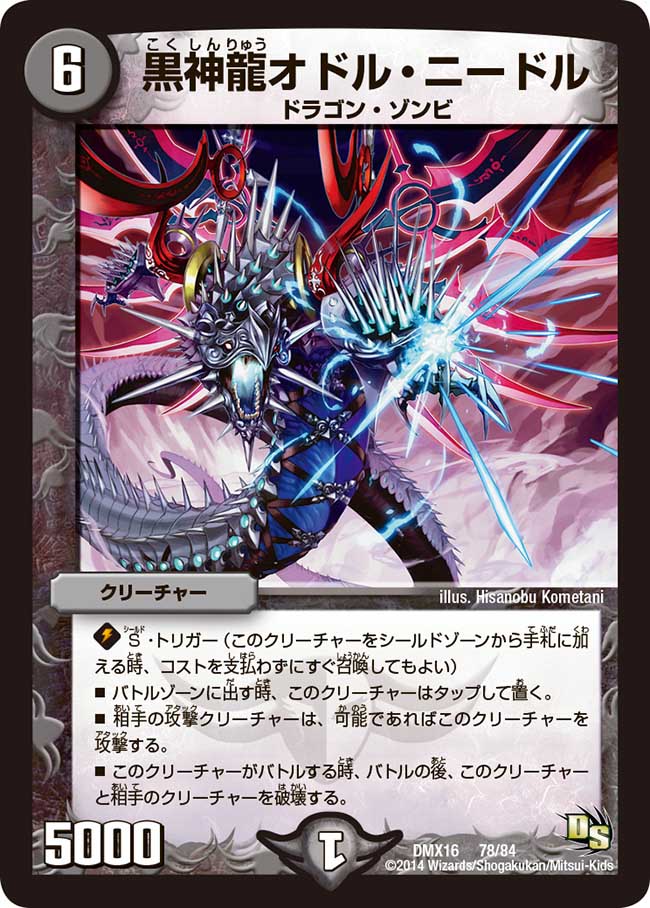 6
こくしんりゅう
黒神龍オドル・ニードル
ドラゴン・ゾンビ
クリーチャー
illus. Hisanobu Kometani
シールド
S・トリガー(このクリーチャーをシールドゾーンから手札に加
える時、コストを支払わずにすぐ召喚してもよい)
■ バトルゾーンに出す時、このクリーチャーはタップして置く。
■ 相手の攻撃クリーチャーは、可能であればこのクリーチャーを
攻撃する。
■ このクリーチャーがバトルする時、バトルの後、このクリーチャー
と相手のクリーチャーを破壊する。
5000
1
DS
DMX16 78/84
©2014 Wizards/Shogakukan/Mitsui-Kids